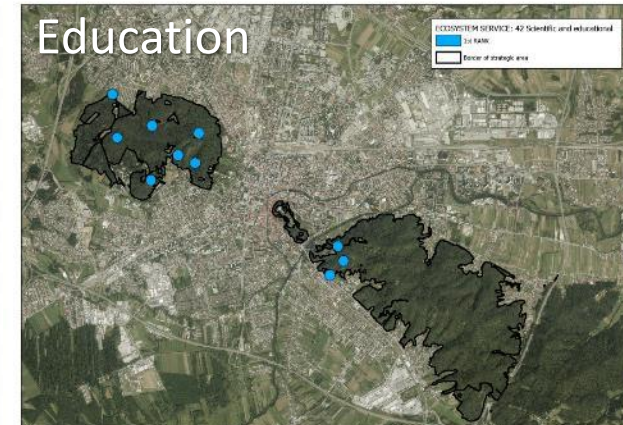 Education
ECOSYSTEM SERVICE: 42 Scientific and educational
1st RANK
Border of strategic area